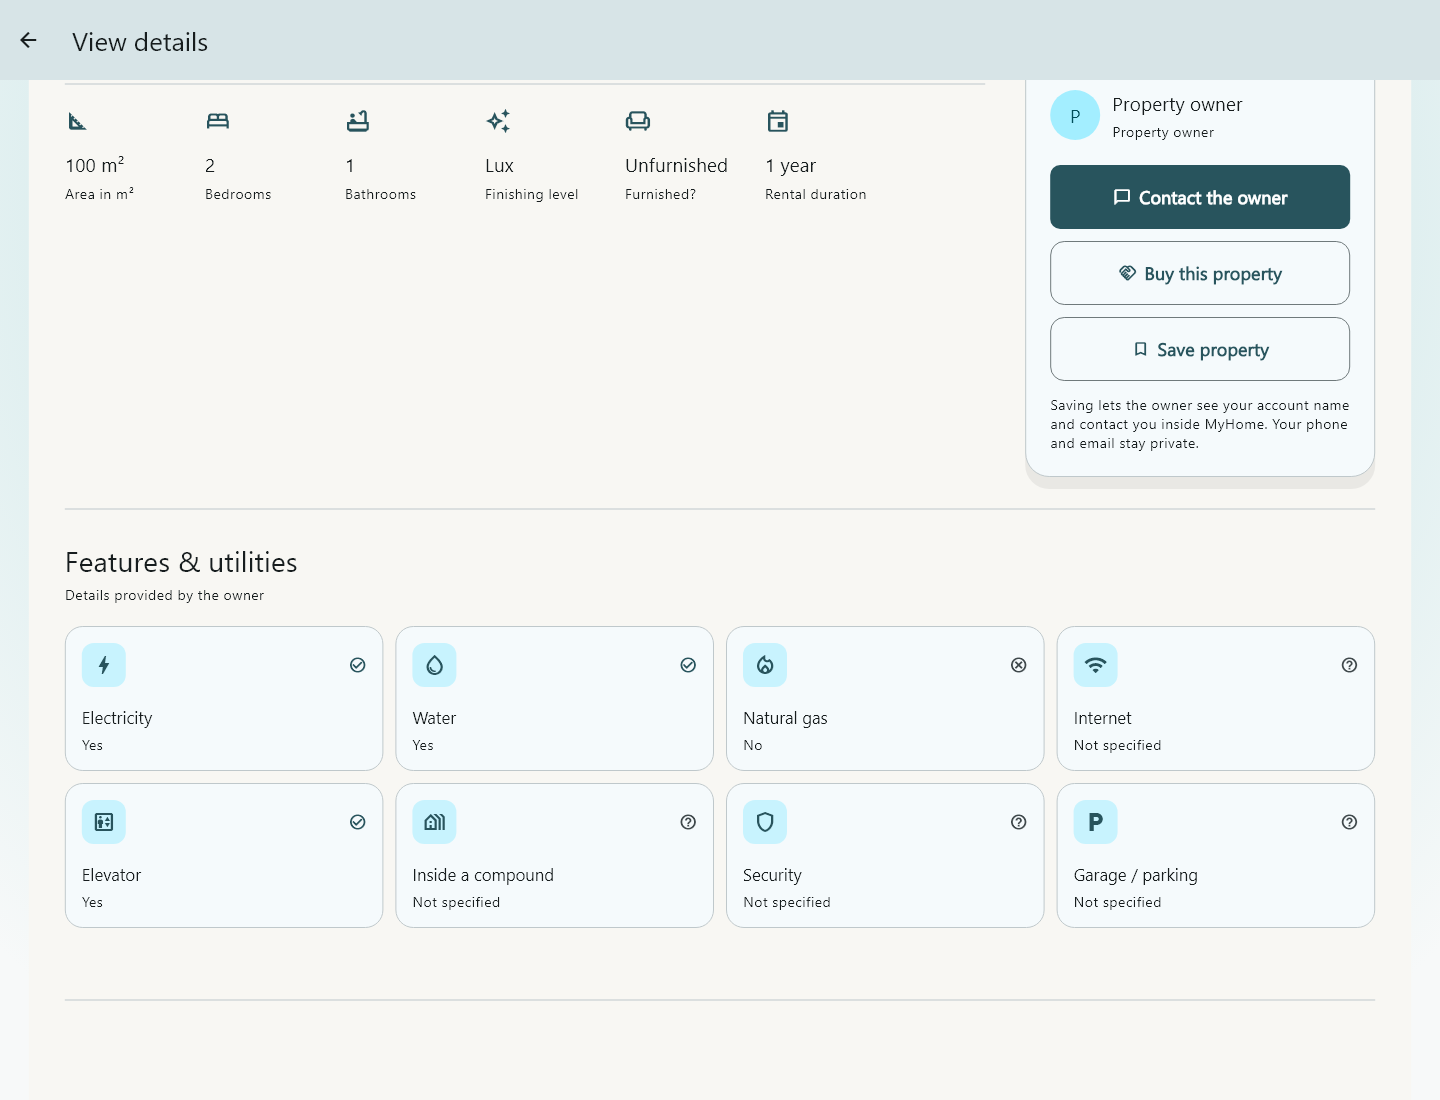 View details
100 m²
Area in m²
2
Bedrooms
1
Bathrooms
Lux
Finishing level
Unfurnished
Furnished?
1 year
Rental duration
P
Property owner
Property owner
Contact the owner
Buy this property
Save property
Saving lets the owner see your account name
and contact you inside MyHome. Your phone
and email stay private.
Features & utilities
Details provided by the owner
Electricity
Yes
Water
Yes
Natural gas
No
Internet
Not specified
Elevator
Yes
Inside a compound
Not specified
Security
Not specified
P
Garage / parking
Not specified